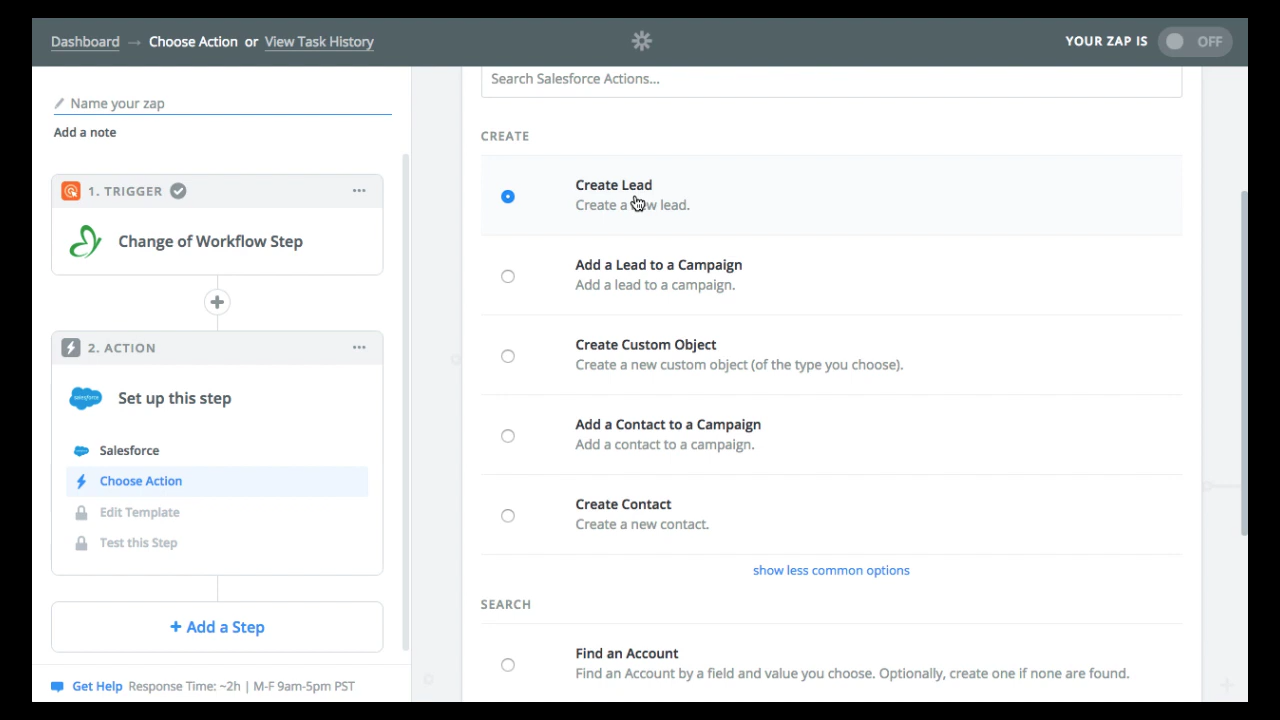 Dashboard → Choose Action or View Task History
YOUR ZAP IS OFF
Name your zap
Add a note
1. TRIGGER
Change of Workflow Step
2. ACTION
salesforce Set up this step
Salesforce
Choose Action
Edit Template
Test this Step
+ Add a Step
Get Help Response Time: ~2h | M-F 9am-5pm PST
Search Salesforce Actions...
CREATE
Create Lead
Create a lead.
Add a Lead to a Campaign
Add a lead to a campaign.
Create Custom Object
Create a new custom object (of the type you choose).
Add a Contact to a Campaign
Add a contact to a campaign.
Create Contact
Create a new contact.
show less common options
SEARCH
Find an Account
Find an Account by a field and value you choose. Optionally, create one if none are found.